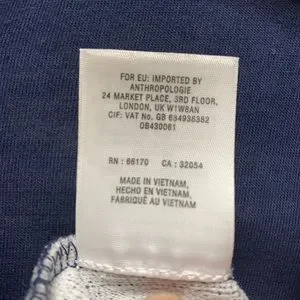 FOR EU: IMPORTED BY
ANTHROPOLOGIE
24 MARKET PLACE, 3RD FLOOR,
LONDON, UK W1W8AN
CIF: VAT No. GB 634936382
OB430061
RN : 66170 CA : 32054
MADE IN VIETNAM,
HECHO EN VIETNAM,
FABRIQUÉ AU VIETNAM